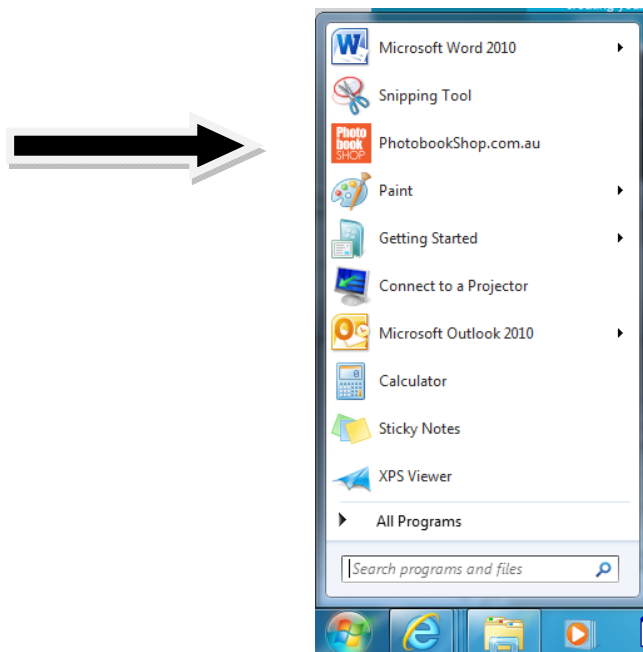 Microsoft Word 2010
Snipping Tool
Photo
book
SHOP
PhotobookShop.com.au
Paint
Getting Started
Connect to a Projector
Microsoft Outlook 2010
Calculator
Sticky Notes
XPS Viewer
All Programs
Search programs and files